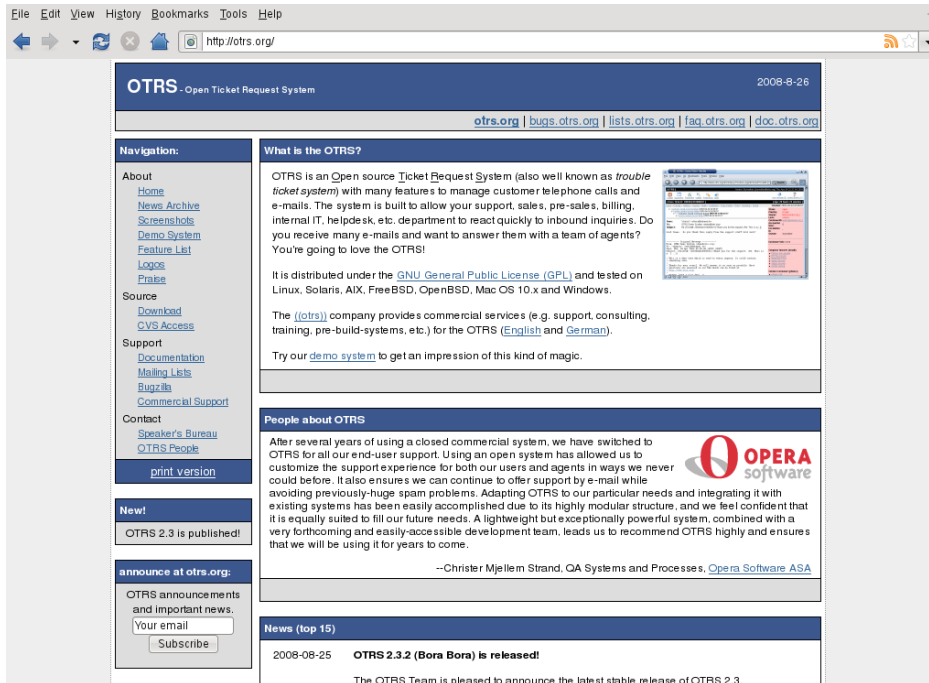 File Edit View History Bookmarks Tools Help
http://otrs.org/
OTRS - Open Ticket Request System
2008-8-26
otrs.org | bugs.otrs.org | lists.otrs.org | faq.otrs.org | doc.otrs.org
Navigation:
About
Home
News Archive
Screenshots
Demo System
Feature List
Logos
Praise
Source
Download
CVS Access
Support
Documentation
Mailing Lists
Bugzilla
Commercial Support
Contact
Speaker's Bureau
OTRS People
print version
New!
OTRS 2.3 is published!
announce at otrs.org:
OTRS announcements
and important news.
Your email
Subscribe
What is the OTRS?
OTRS is an Open source Ticket Request System (also well known as trouble
ticket system) with many features to manage customer telephone calls and
e-mails. The system is built to allow your support, sales, pre-sales, billing,
internal IT, helpdesk, etc. department to react quickly to inbound inquiries. Do
you receive many e-mails and want to answer them with a team of agents?
You're going to love the OTRS!
It is distributed under the GNU General Public License (GPL) and tested on
Linux, Solaris, AIX, FreeBSD, OpenBSD, Mac OS 10.x and Windows.
The ((otrs)) company provides commercial services (e.g. support, consulting,
training, pre-build-systems, etc.) for the OTRS (English and German).
Try our demo system to get an impression of this kind of magic.
People about OTRS
After several years of using a closed commercial system, we have switched to
OTRS for all our end-user support. Using an open system has allowed us to
customize the support experience for both our users and agents in ways we never
could before. It also ensures we can continue to offer support by e-mail while
avoiding previously-huge spam problems. Adapting OTRS to our particular needs and integrating it with
existing systems has been easily accomplished due to its highly modular structure, and we feel confident that
it is equally suited to fill our future needs. A lightweight but exceptionally powerful system, combined with a
very forthcoming and easily-accessible development team, leads us to recommend OTRS highly and ensures
that we will be using it for years to come.
OPERA
software
--Christer Mjellem Strand, QA Systems and Processes, Opera Software ASA
News (top 15)
2008-08-25 OTRS 2.3.2 (Bora Bora) is released!
The OTRS Team is pleased to announce the latest stable release of OTRS 2.3